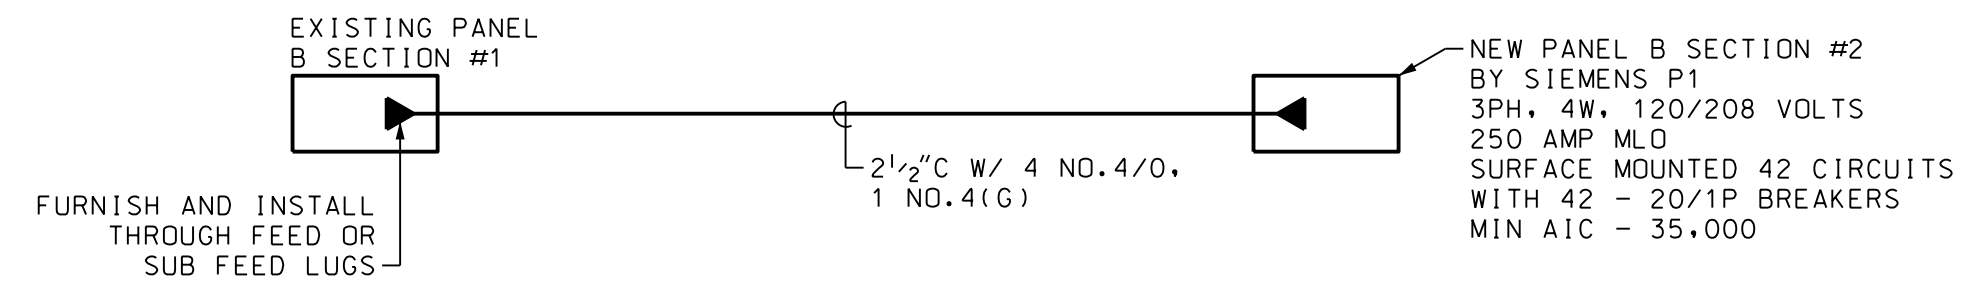 EXISTING PANEL
B SECTION #1
FURNISH AND INSTALL
THROUGH FEED OR
SUB FEED LUGS
2 1/2"C W/ 4 NO.4/0,
1 NO.4(G)
NEW PANEL B SECTION #2
BY SIEMENS P1
3PH, 4W, 120/208 VOLTS
250 AMP MLO
SURFACE MOUNTED 42 CIRCUITS
WITH 42 - 20/1P BREAKERS
MIN AIC - 35,000